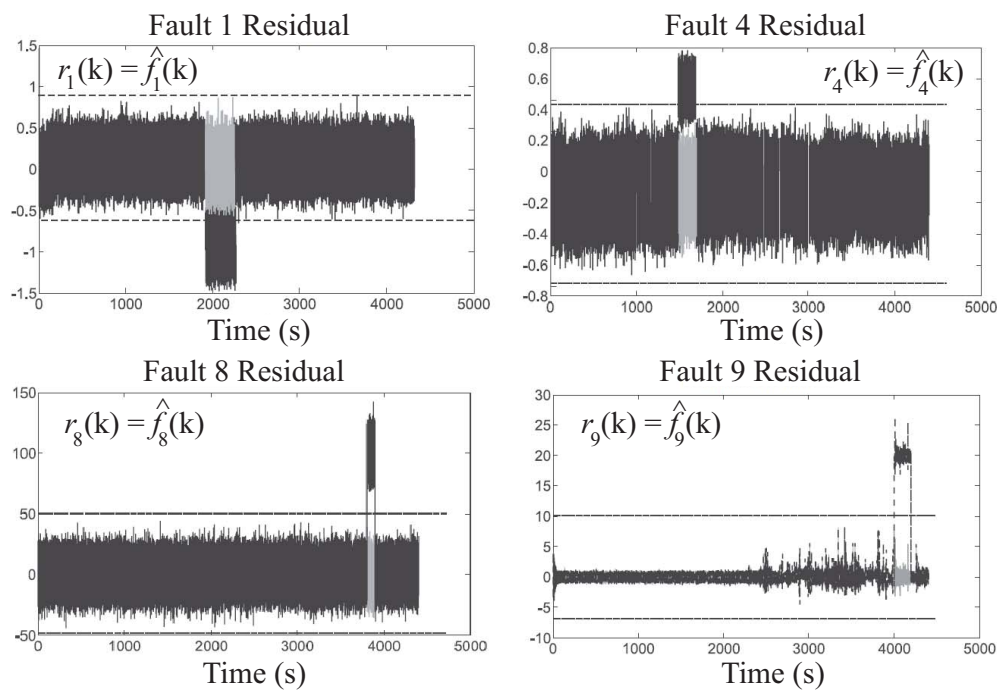 Fault 1 Residual
1.5
1
0.5
0
-0.5
-1
-1.5
r₁(k) = f̂₁(k)
0 1000 2000 3000 4000 5000
Time (s)
Fault 4 Residual
0.8
0.6
0.4
0.2
0
-0.2
-0.4
-0.6
-0.8
r₄(k) = f̂₄(k)
0 1000 2000 3000 4000 5000
Time (s)
Fault 8 Residual
150
100
50
0
-50
r₈(k) = f̂₈(k)
0 1000 2000 3000 4000 5000
Time (s)
Fault 9 Residual
30
25
20
15
10
5
0
-5
-10
r₉(k) = f̂₉(k)
0 1000 2000 3000 4000 5000
Time (s)